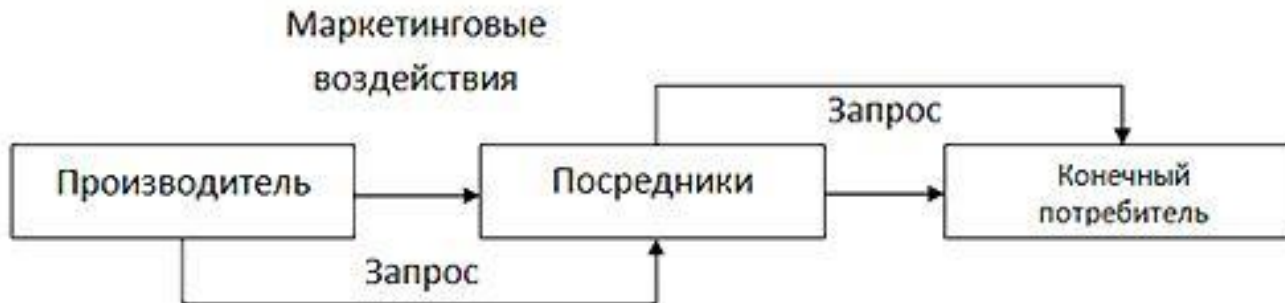 Маркетинговые
воздействия
Запрос
Производитель
Посредники
Конечный
потребитель
Запрос